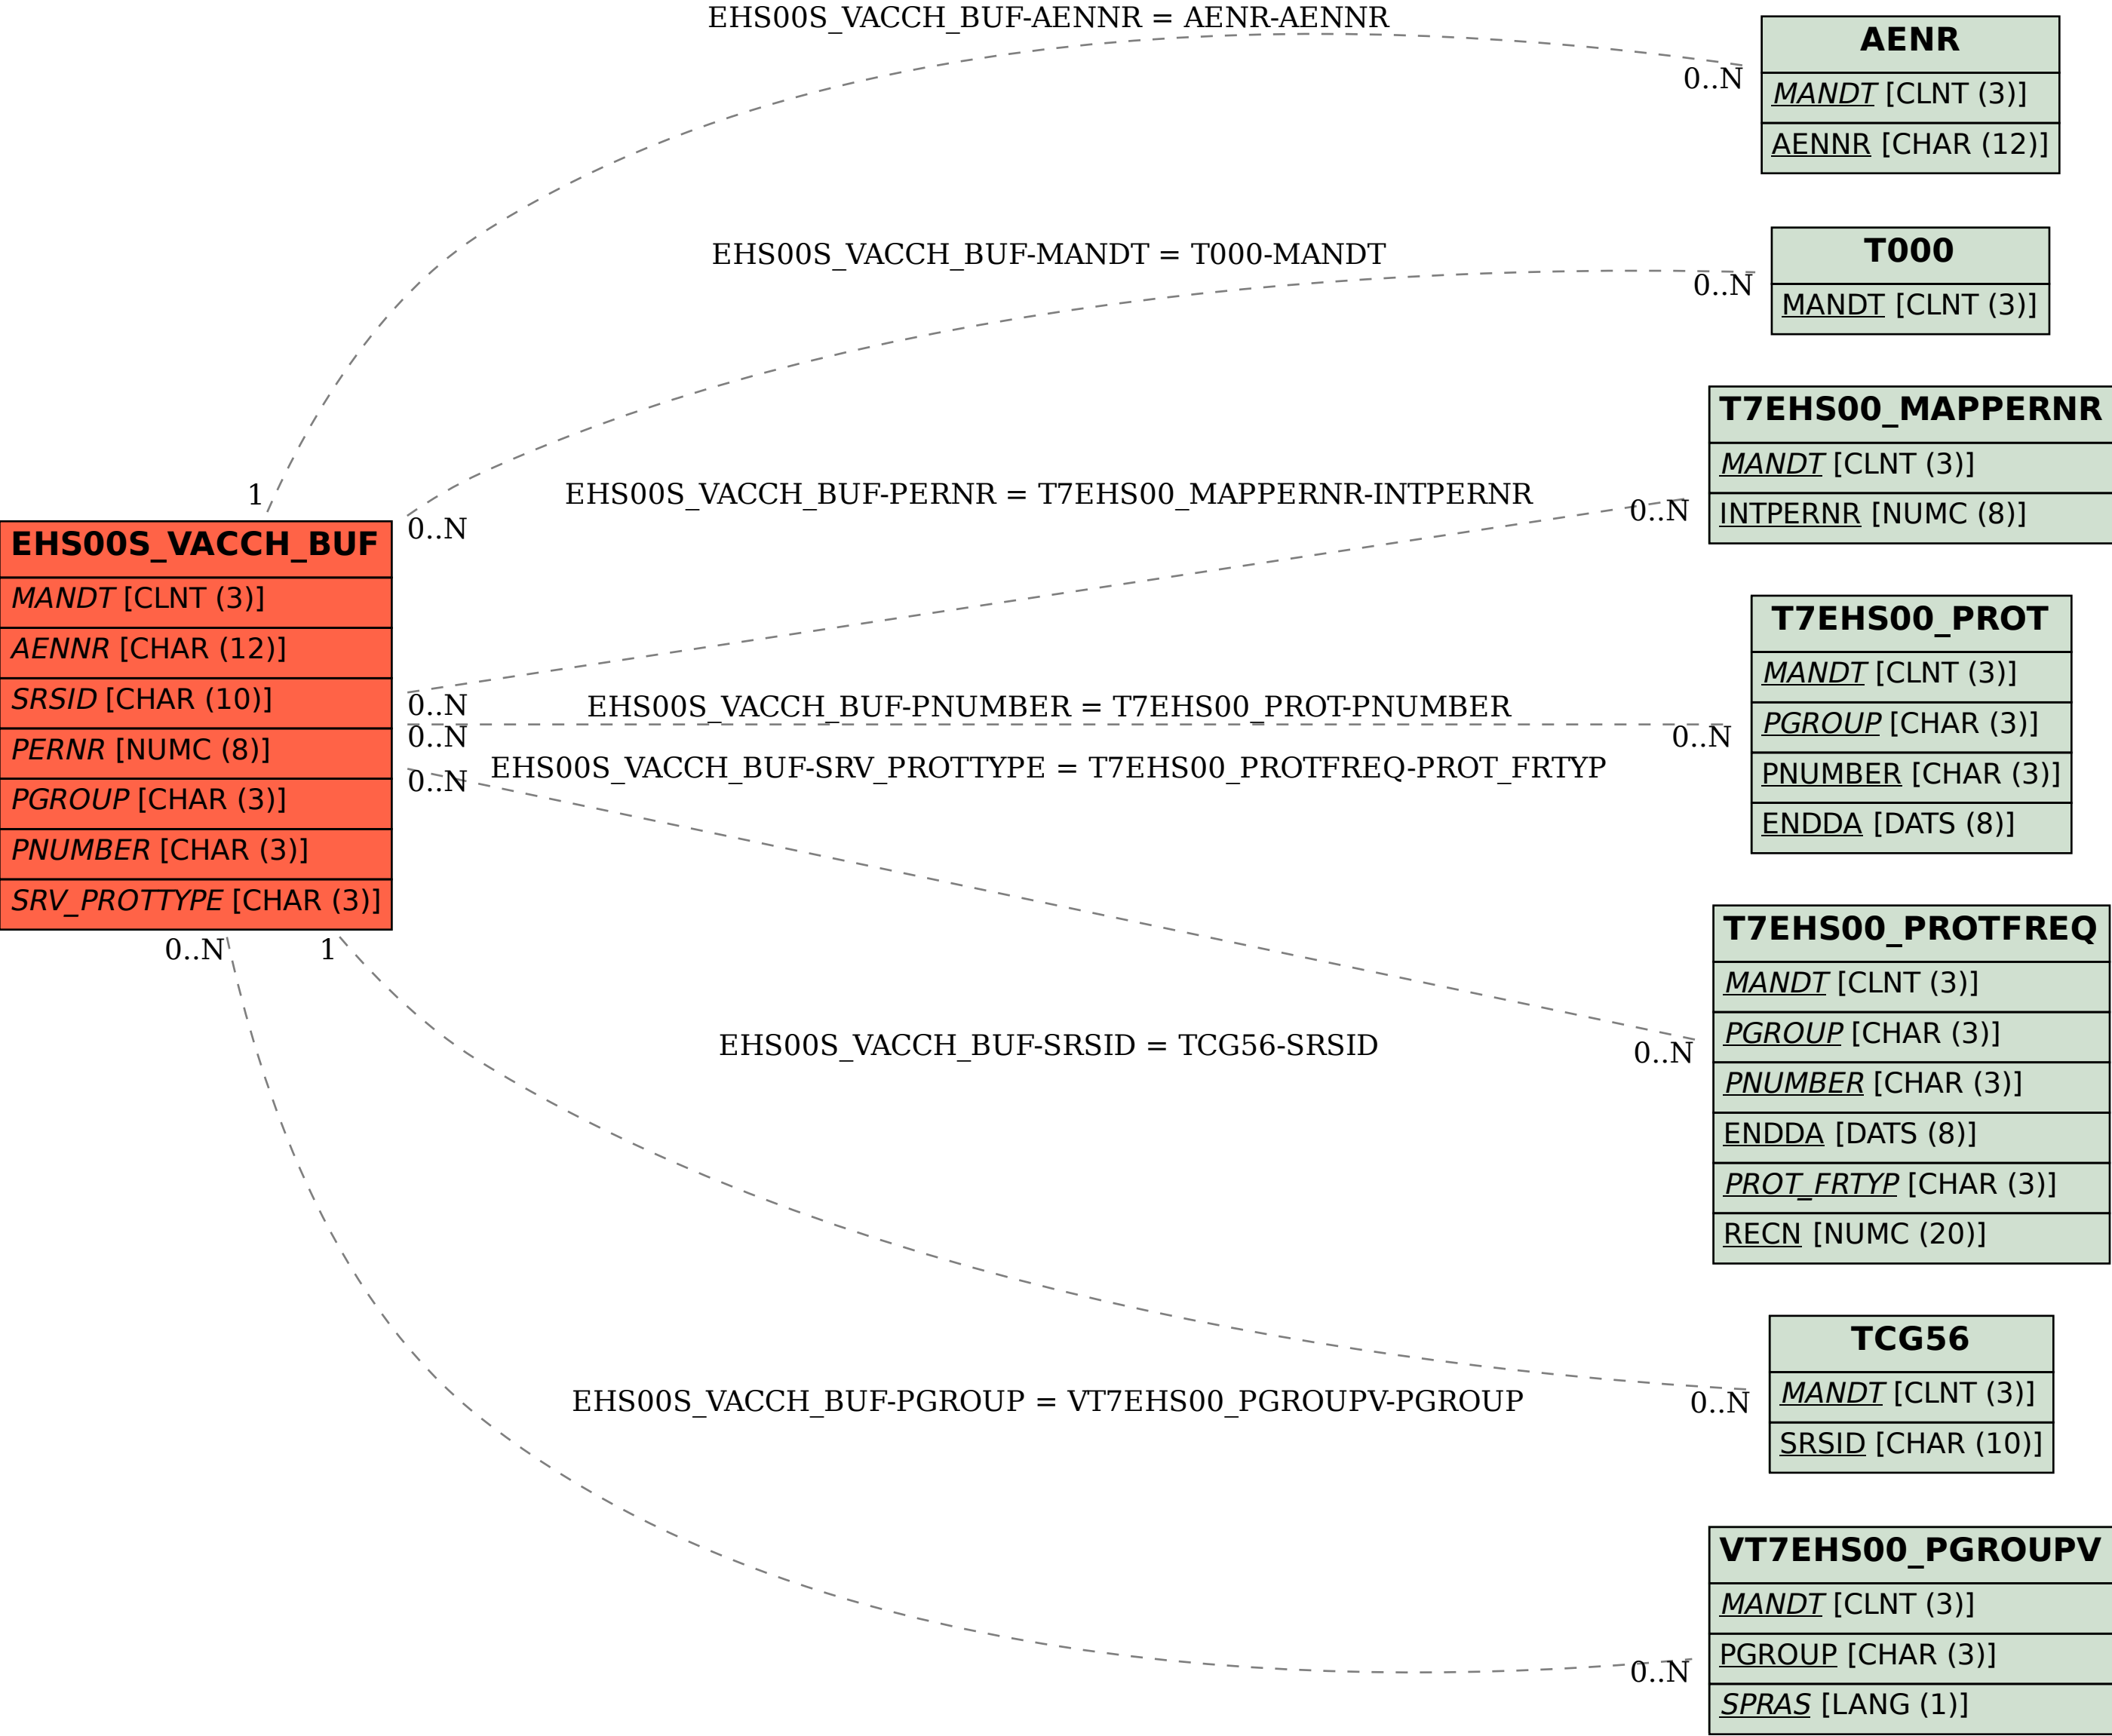 EHS00S_VACCH_BUF-AENNR = AENR-AENNR
0..N
AENR
MANDT [CLNT (3)]
AENNR [CHAR (12)]
EHS00S_VACCH_BUF-MANDT = T000-MANDT
0..N
T000
MANDT [CLNT (3)]
EHS00S_VACCH_BUF-PERNR = T7EHS00_MAPPERNR-INTPERNR
0..N
T7EHS00_MAPPERNR
MANDT [CLNT (3)]
INTPERNR [NUMC (8)]
1
0..N
EHS00S_VACCH_BUF
MANDT [CLNT (3)]
AENNR [CHAR (12)]
SRSID [CHAR (10)]
PERNR [NUMC (8)]
PGROUP [CHAR (3)]
PNUMBER [CHAR (3)]
SRV_PROTTYPE [CHAR (3)]
0..N
0..N
0..N
0..N
1
EHS00S_VACCH_BUF-PNUMBER = T7EHS00_PROT-PNUMBER
0..N
T7EHS00_PROT
MANDT [CLNT (3)]
PGROUP [CHAR (3)]
PNUMBER [CHAR (3)]
ENDDA [DATS (8)]
EHS00S_VACCH_BUF-SRV_PROTTYPE = T7EHS00_PROTFREQ-PROT_FRTYP
0..N
T7EHS00_PROTFREQ
MANDT [CLNT (3)]
PGROUP [CHAR (3)]
PNUMBER [CHAR (3)]
ENDDA [DATS (8)]
PROT_FRTYP [CHAR (3)]
RECN [NUMC (20)]
EHS00S_VACCH_BUF-SRSID = TCG56-SRSID
0..N
TCG56
MANDT [CLNT (3)]
SRSID [CHAR (10)]
EHS00S_VACCH_BUF-PGROUP = VT7EHS00_PGROUPV-PGROUP
0..N
VT7EHS00_PGROUPV
MANDT [CLNT (3)]
PGROUP [CHAR (3)]
SPRAS [LANG (1)]